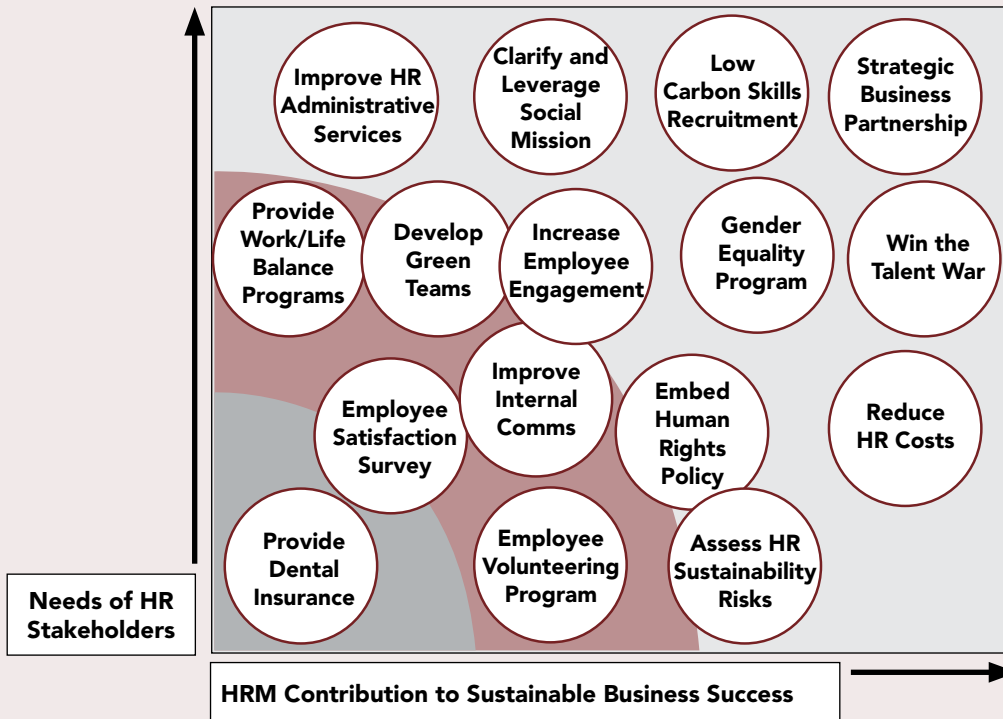 Improve HR
Administrative
Services
Clarify and
Leverage
Social
Mission
Low
Carbon Skills
Recruitment
Strategic
Business
Partnership
Provide
Work/Life
Balance
Programs
Develop
Green
Teams
Increase
Employee
Engagement
Gender
Equality
Program
Win the
Talent War
Employee
Satisfaction
Survey
Improve
Internal
Comms
Embed
Human
Rights
Policy
Reduce
HR Costs
Provide
Dental
Insurance
Employee
Volunteering
Program
Assess HR
Sustainability
Risks
Needs of HR
Stakeholders
HRM Contribution to Sustainable Business Success